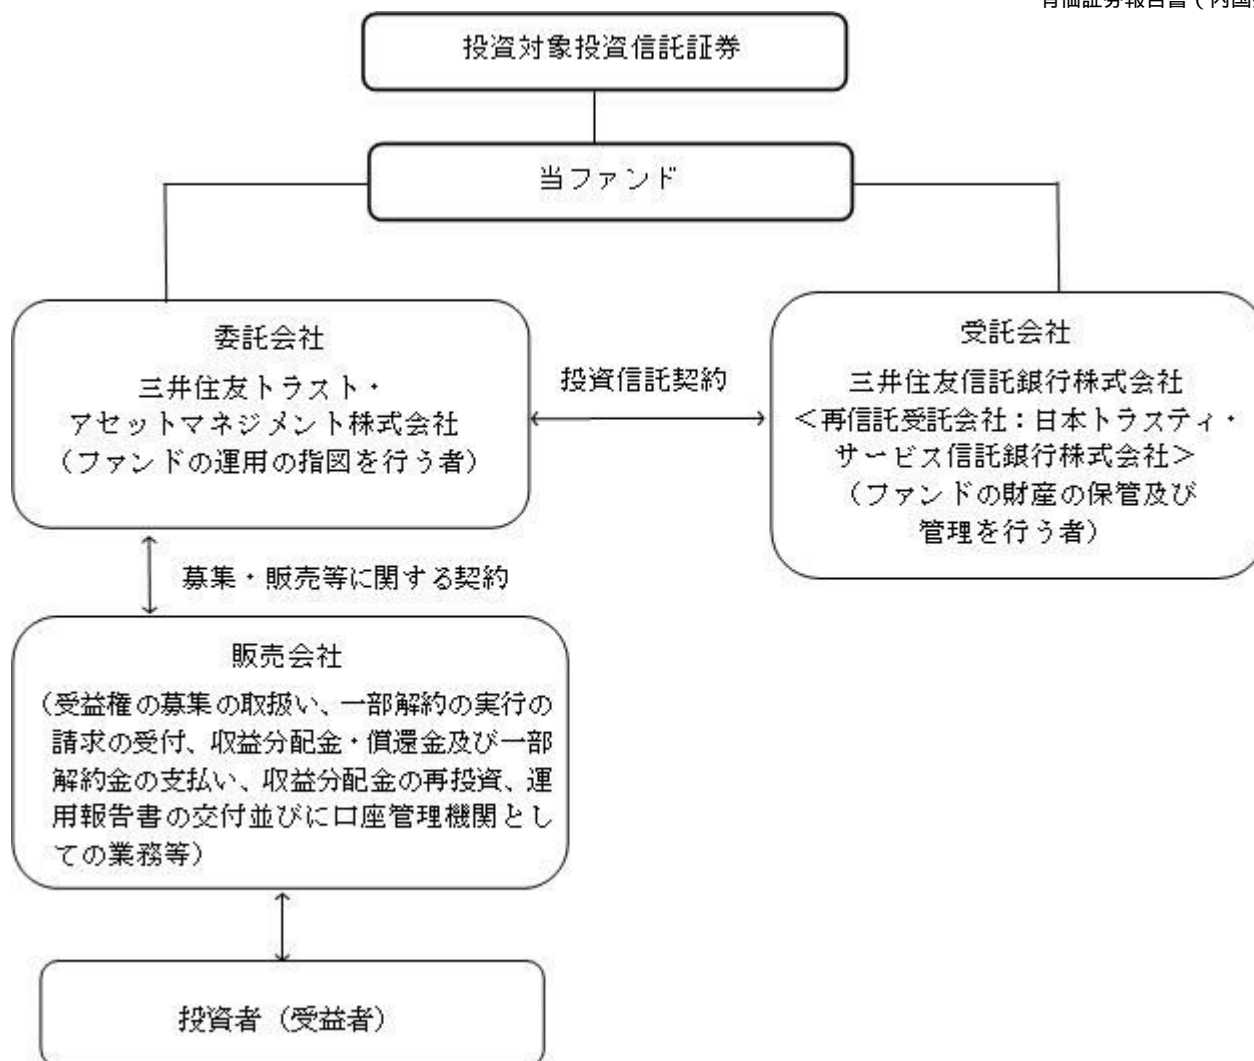 有価証券報告書(内国
投資対象投資信託証券
当ファンド
委託会社
三井住友トラスト・
アセットマネジメント株式会社
(ファンドの運用の指図を行う者)
投資信託契約
受託会社
三井住友信託銀行株式会社
<再信託受託会社:日本トラスティ・
サービス信託銀行株式会社>
(ファンドの財産の保管及び
管理を行う者)
募集・販売等に関する契約
販売会社
(受益権の募集の取扱い、一部解約の実行の
請求の受付、収益分配金・償還金及び一部
解約金の支払い、収益分配金の再投資、運
用報告書の交付並びに口座管理機関とし
ての業務等)
投資者(受益者)